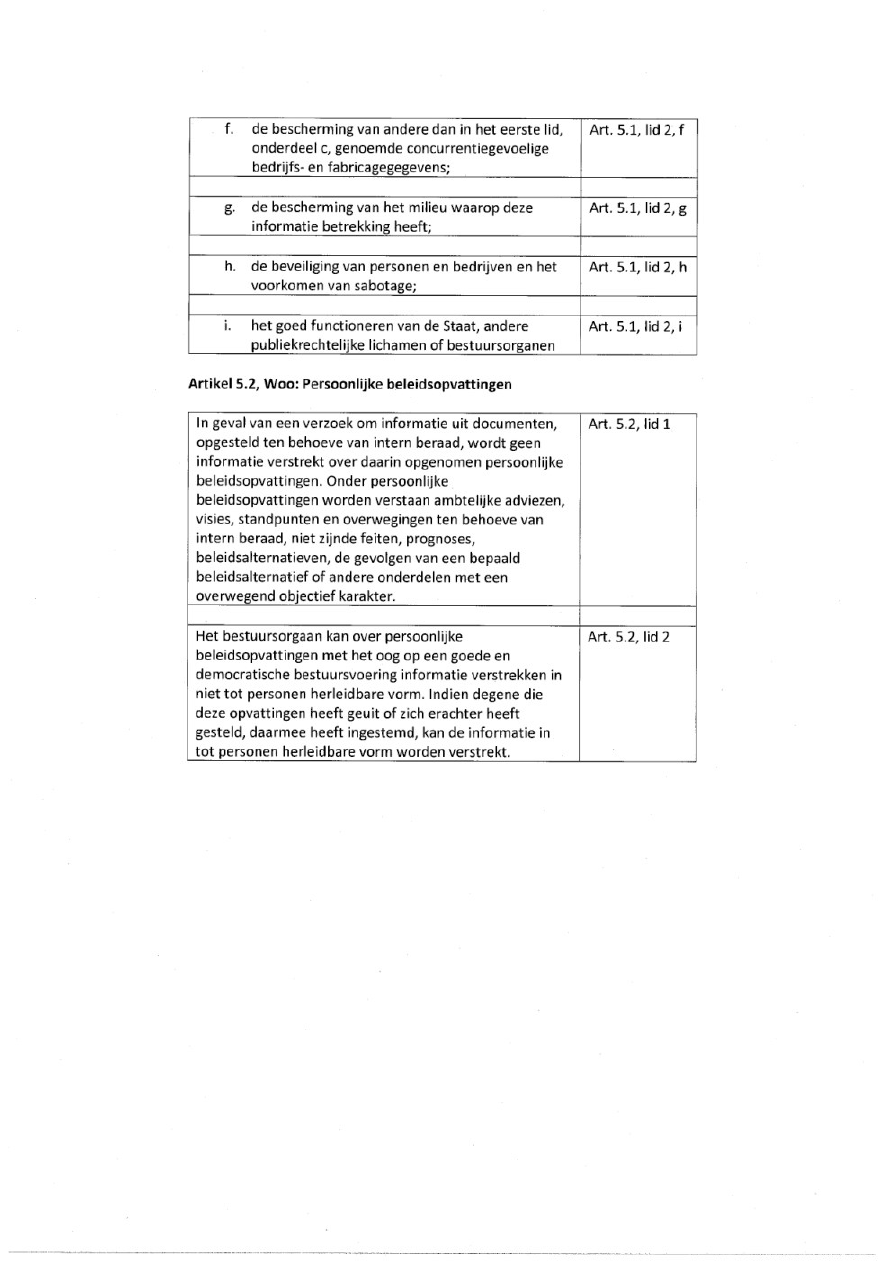 f. de bescherming van andere dan in het eerste lid, Art. 5.1, lid 2, f
onderdeel c, genoemde concurrentiegevoelige
bedrijfs- en fabricagegegevens;
g. de bescherming van het milieu waarop deze Art. 5.1, lid 2, g
informatie betrekking heeft;
h. de beveiliging van personen en bedrijven en het Art. 5.1, lid 2, h
voorkomen van sabotage;
i. het goed functioneren van de Staat, andere Art. 5.1, lid 2, i
publiekrechtelijke lichamen of bestuursorganen
Artikel 5.2, Woo: Persoonlijke beleidsopvattingen
In geval van een verzoek om informatie uit documenten, Art. 5.2, lid 1
opgesteld ten behoeve van intern beraad, wordt geen
informatie verstrekt over daarin opgenomen persoonlijke
beleidsopvattingen. Onder persoonlijke
beleidsopvattingen worden verstaan ambtelijke adviezen,
visies, standpunten en overwegingen ten behoeve van
intern beraad, niet zijnde feiten, prognoses,
beleidsalternatieven, de gevolgen van een bepaald
beleidsalternatief of andere onderdelen met een
overwegend objectief karakter.
Het bestuursorgaan kan over persoonlijke Art. 5.2, lid 2
beleidsopvattingen met het oog op een goede en
democratische bestuursvoering informatie verstrekken in
niet tot personen herleidbare vorm. Indien degene die
deze opvattingen heeft geuit of zich erachter heeft
gesteld, daarmee heeft ingestemd, kan de informatie in
tot personen herleidbare vorm worden verstrekt.